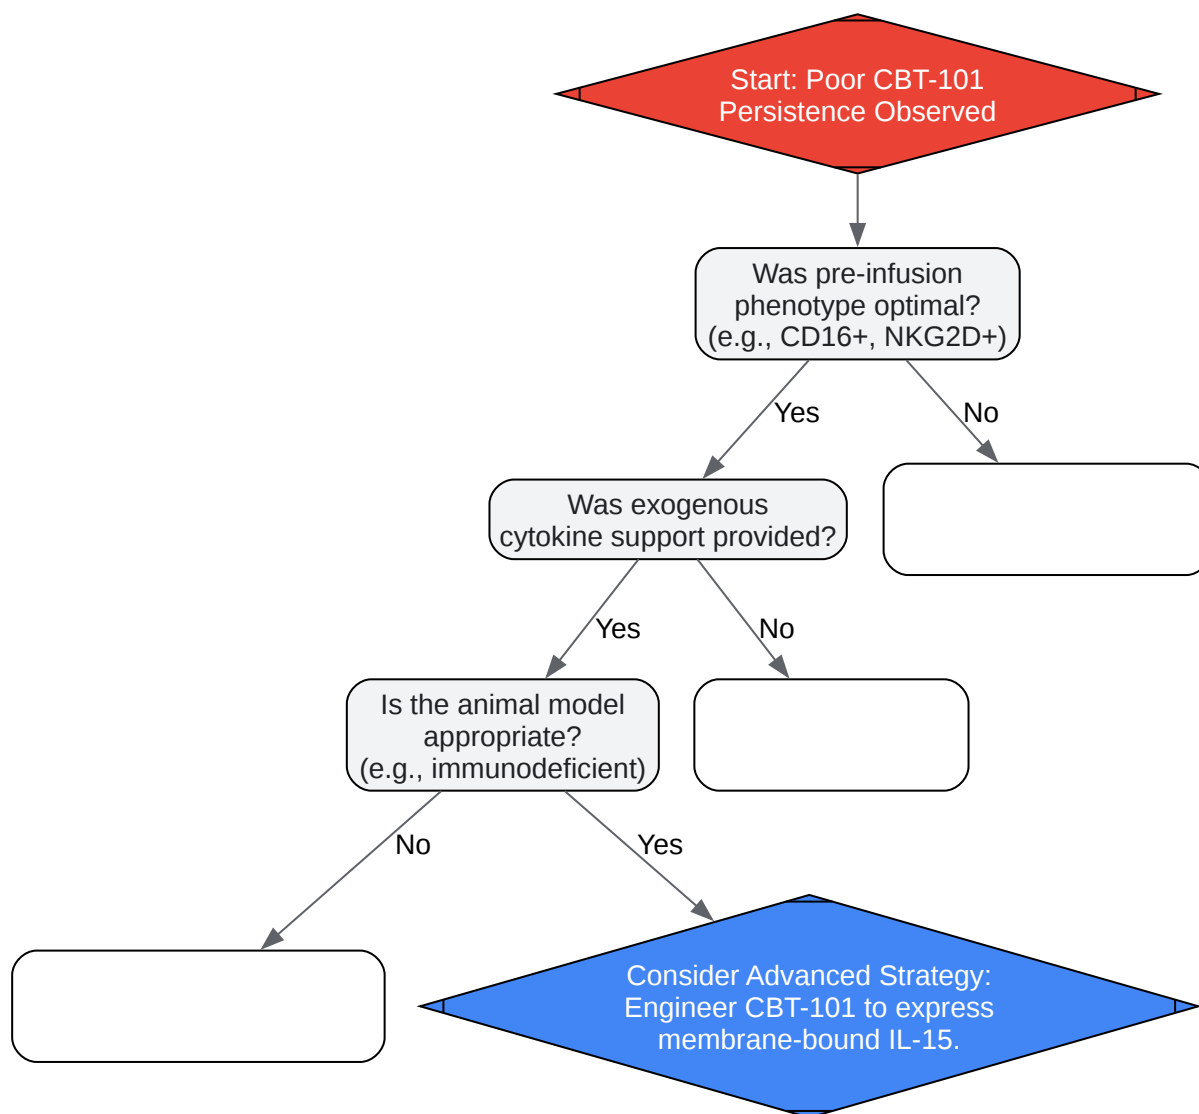 Start: Poor CBT-101
Persistence Observed
Was pre-infusion
phenotype optimal?
(e.g., CD16+, NKG2D+)
Yes
No
Was exogenous
cytokine support provided?
Yes
No
Is the animal model
appropriate?
(e.g., immunodeficient)
No
Yes
Consider Advanced Strategy:
Engineer CBT-101 to express
membrane-bound IL-15.